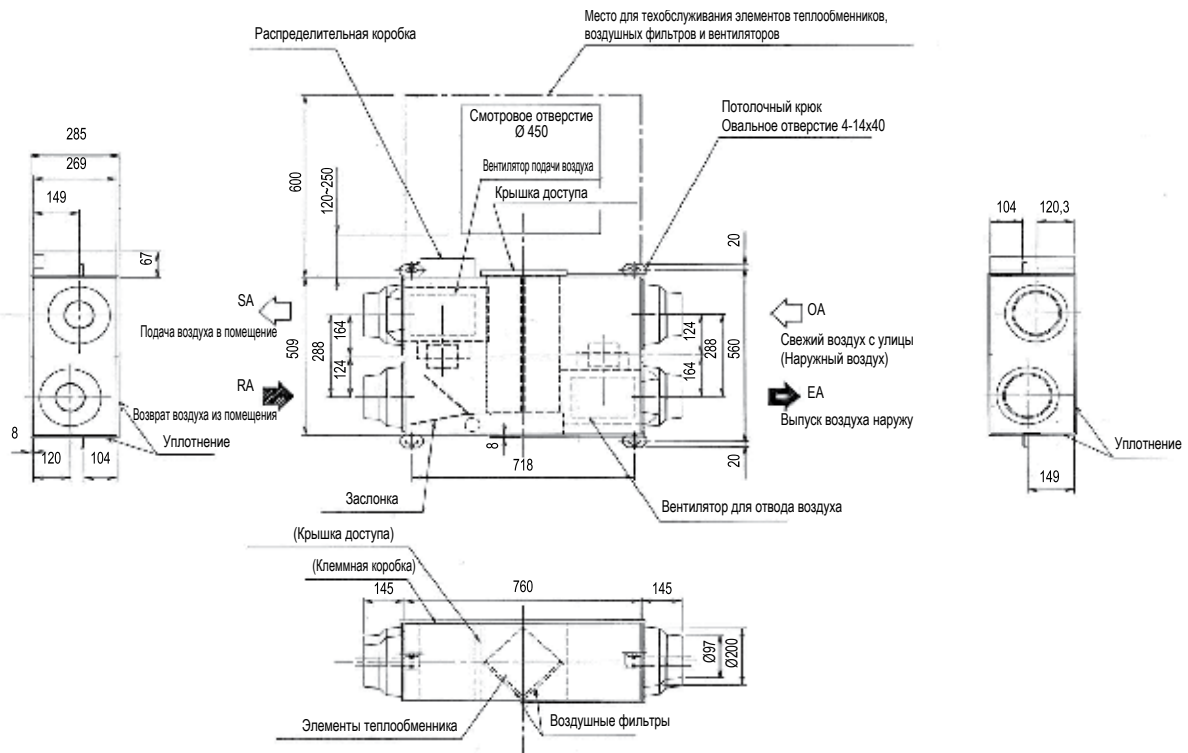 Место для техобслуживания элементов теплообменников,
воздушных фильтров и вентиляторов
Распределительная коробка
Потолочный крюк
Овальное отверстие 4-14x40
Смотровое отверстие
Ø 450
Вентилятор подачи воздуха
Крышка доступа
285
269
149
67
8
120
104
Уплотнение
600
120~250
509
288
164
124
SA
Подача воздуха в помещение
RA
Возврат воздуха из помещения
20
124
164
288
560
20
8
718
OA
Свежий воздух с улицы
(Наружный воздух)
EA
Выпуск воздуха наружу
104
120,3
149
Уплотнение
Заслонка
Вентилятор для отвода воздуха
(Крышка доступа)
(Клеммная коробка)
145
760
145
Ø97
Ø200
Элементы теплообменника
Воздушные фильтры